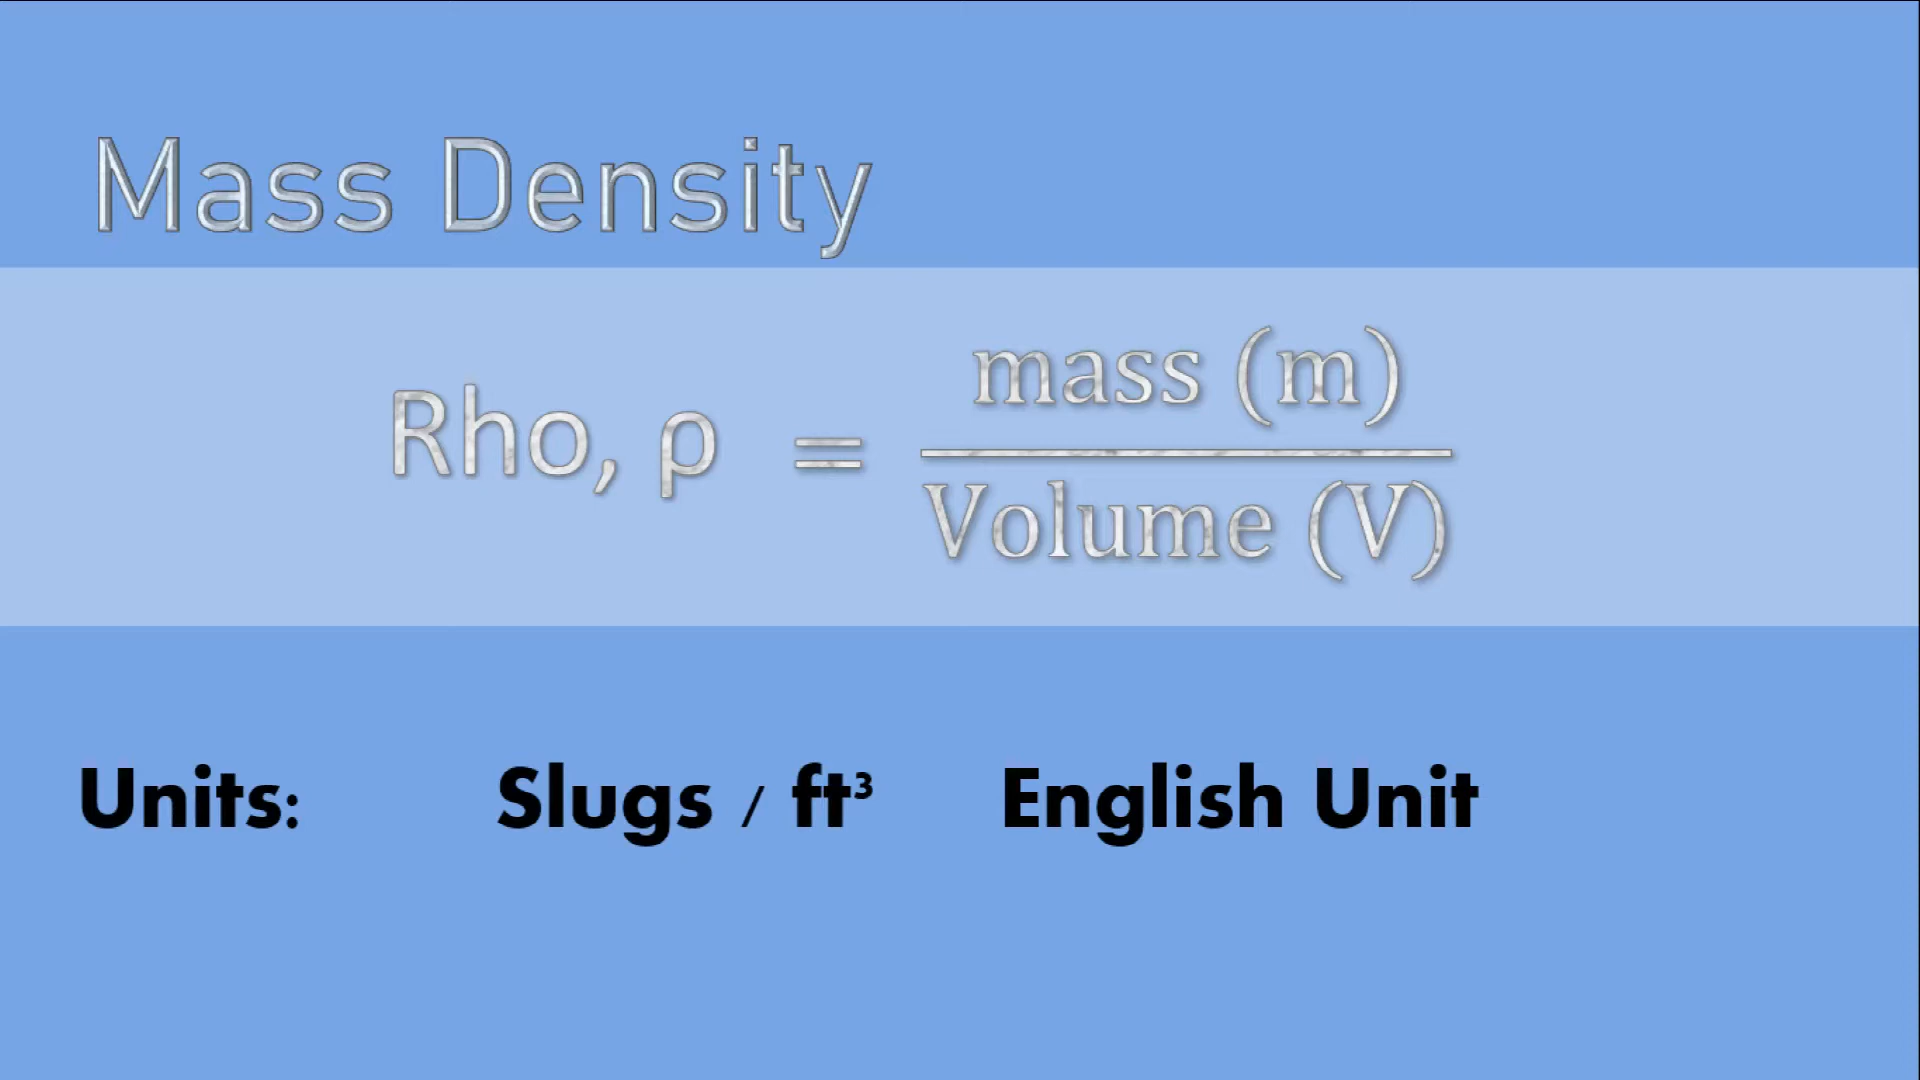 Mass Density
Rho, ρ = mass (m)
Volume (V)
Units: Slugs / ft³ English Unit